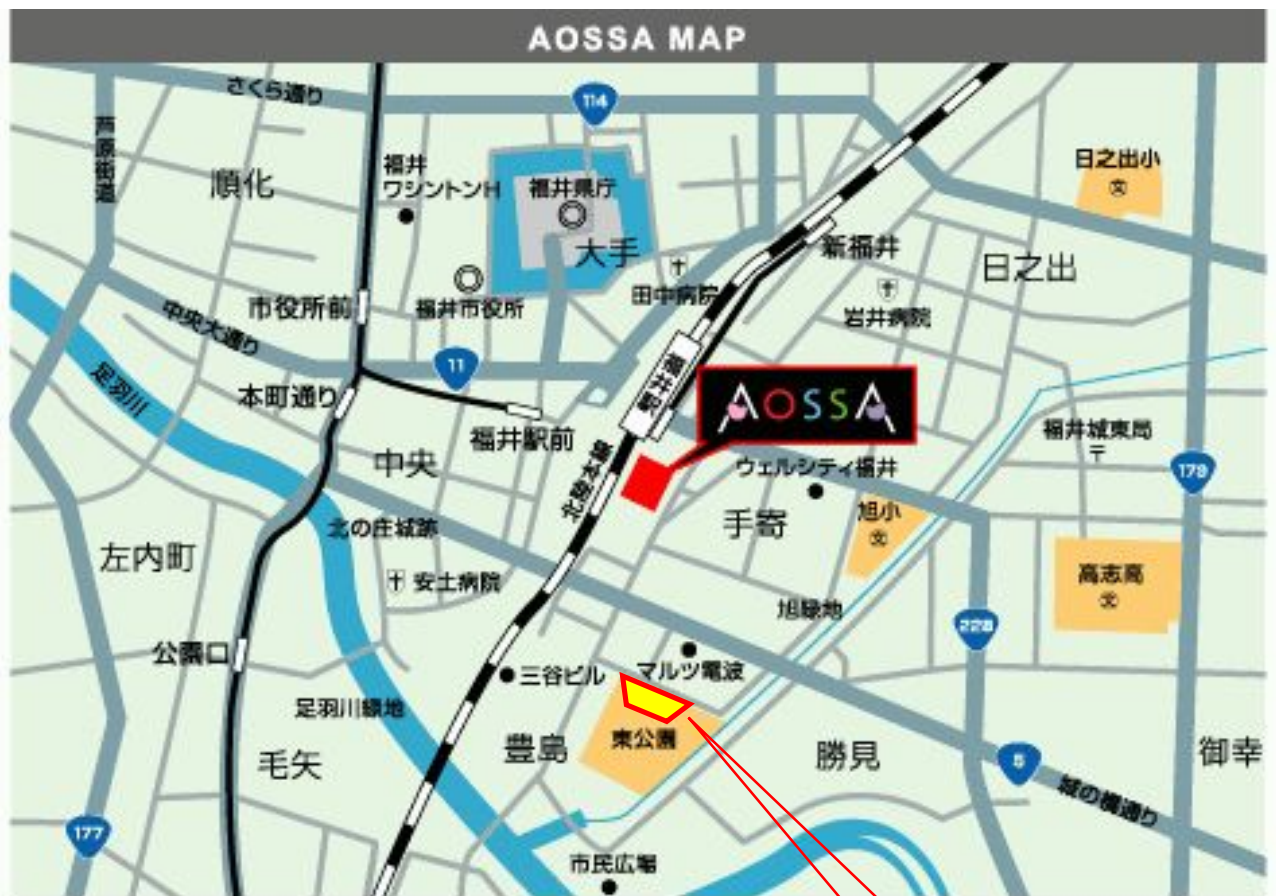 AOSSA MAP
さくら通り
114
芦原街道
順化
福井
ワシントンH
福井県庁
大手
日之出小
文
新福井
日之出
田中病院
岩井病院
市役所前
福井市役所
中央大通り
11
足羽川
本町通り
福井駅
AOSSA
福井駅前
福井城東局
〒
中央
北陸本線
ウェルシティ福井
179
旭小
文
手寄
北の庄城跡
左内町
安土病院
高志高
文
旭緑地
228
公園口
三谷ビル
マルツ電波
足羽川緑地
東公園
豊島
毛矢
勝見
御幸
5
城の橋通り
177
市民広場